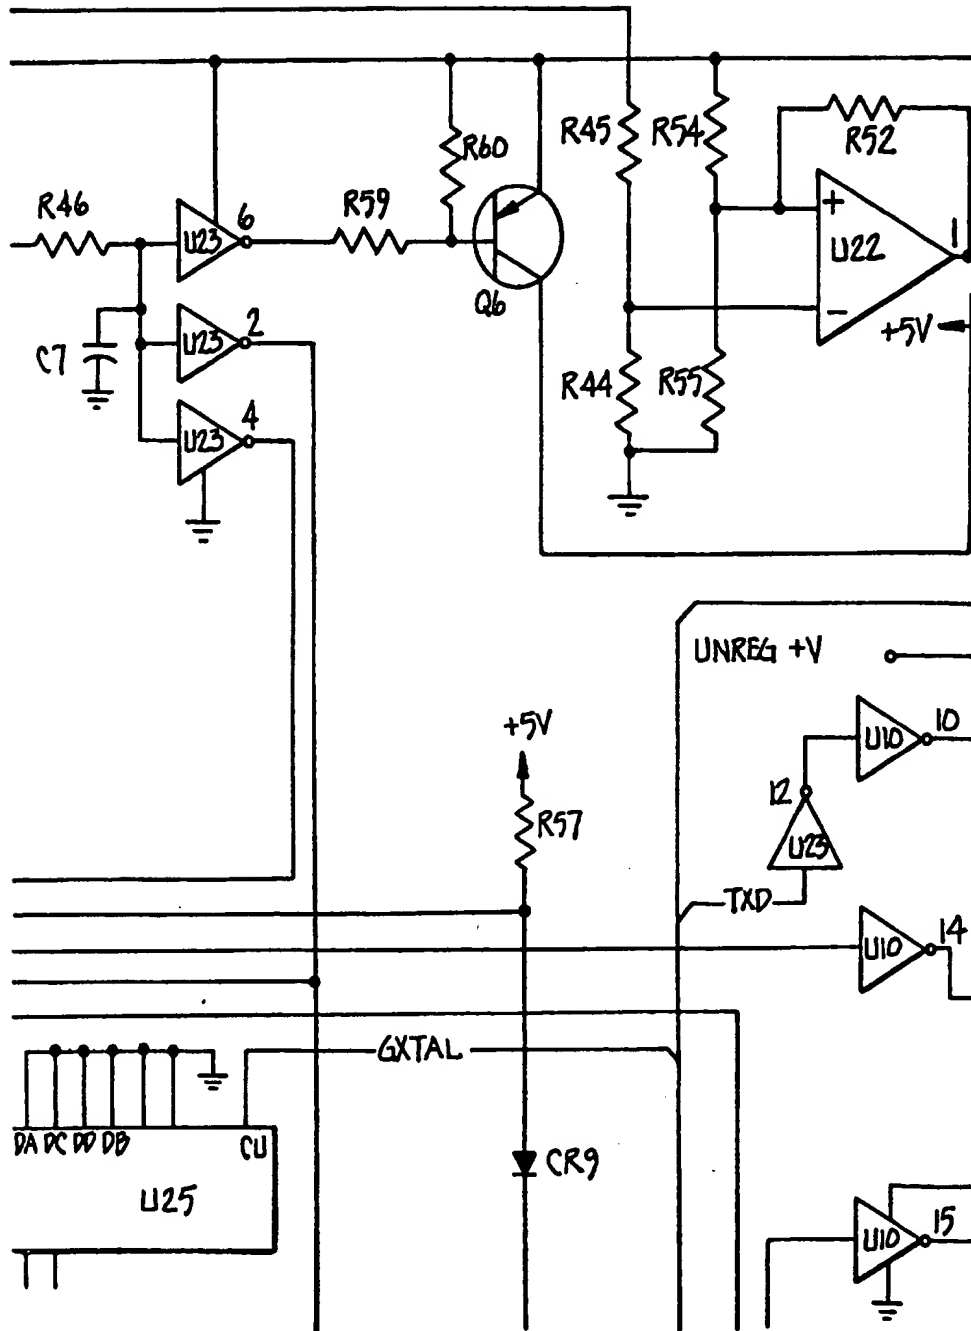 R45
R54
R52
R60
R46
R59
6
U23
+
U22
1
Q6
2
U23
-
+5V
C7
R44
R55
4
U23
UNREG +V
+5V
10
U10
12
R57
U23
TXD
14
U10
GXTAL
DA DC DD DB
CU
CR9
U25
15
U10